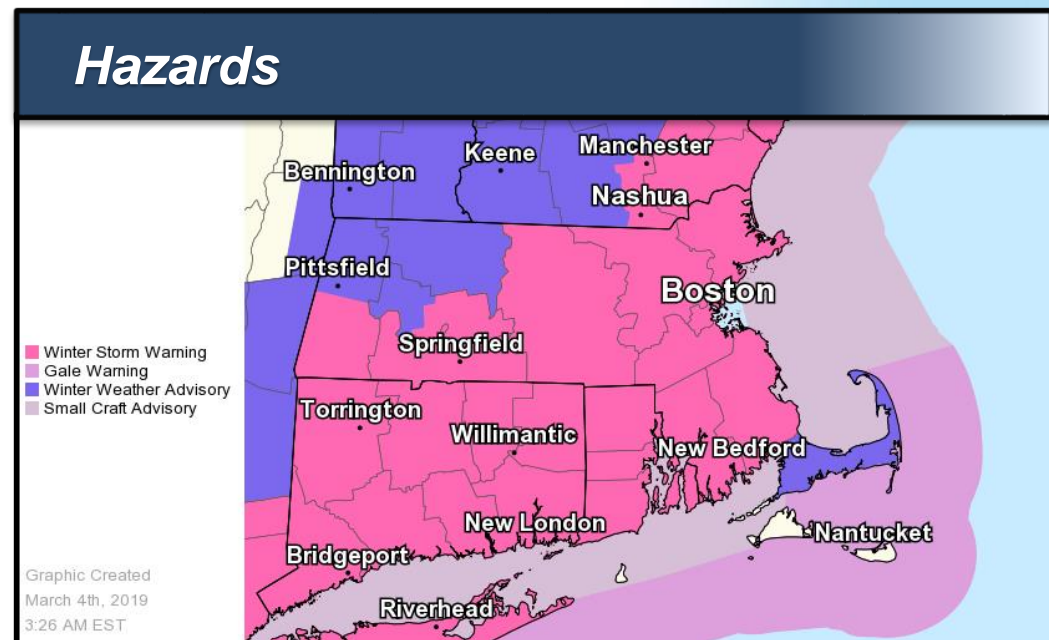 Hazards
Bennington
Keene
Manchester
Nashua
Pittsfield
Boston
Springfield
Winter Storm Warning
Gale Warning
Winter Weather Advisory
Small Craft Advisory
Torrington
Willimantic
New Bedford
New London
Nantucket
Bridgeport
Riverhead
Graphic Created
March 4th, 2019
3:26 AM EST